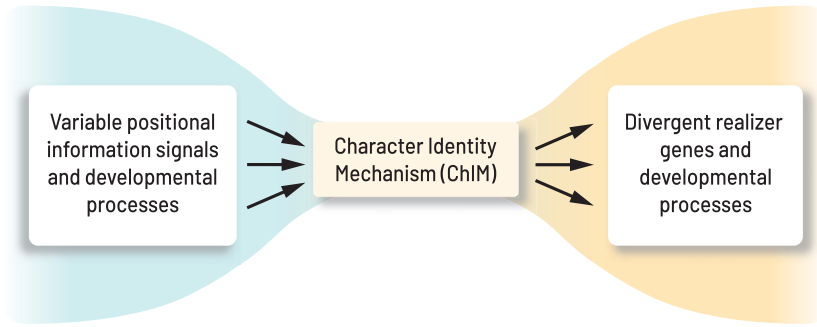 Variable positional
information signals
and developmental
processes
Character Identity
Mechanism (ChIM)
Divergent realizer
genes and
developmental
processes